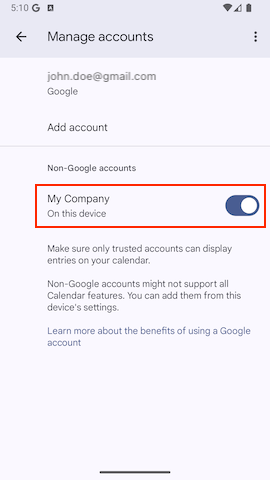 5:10
Manage accounts
john.doe@gmail.com
Google
Add account
Non-Google accounts
My Company
On this device
Make sure only trusted accounts can display
entries on your calendar.
Non-Google accounts might not support all
Calendar features. You can add them from this
device's settings.
Learn more about the benefits of using a Google
account